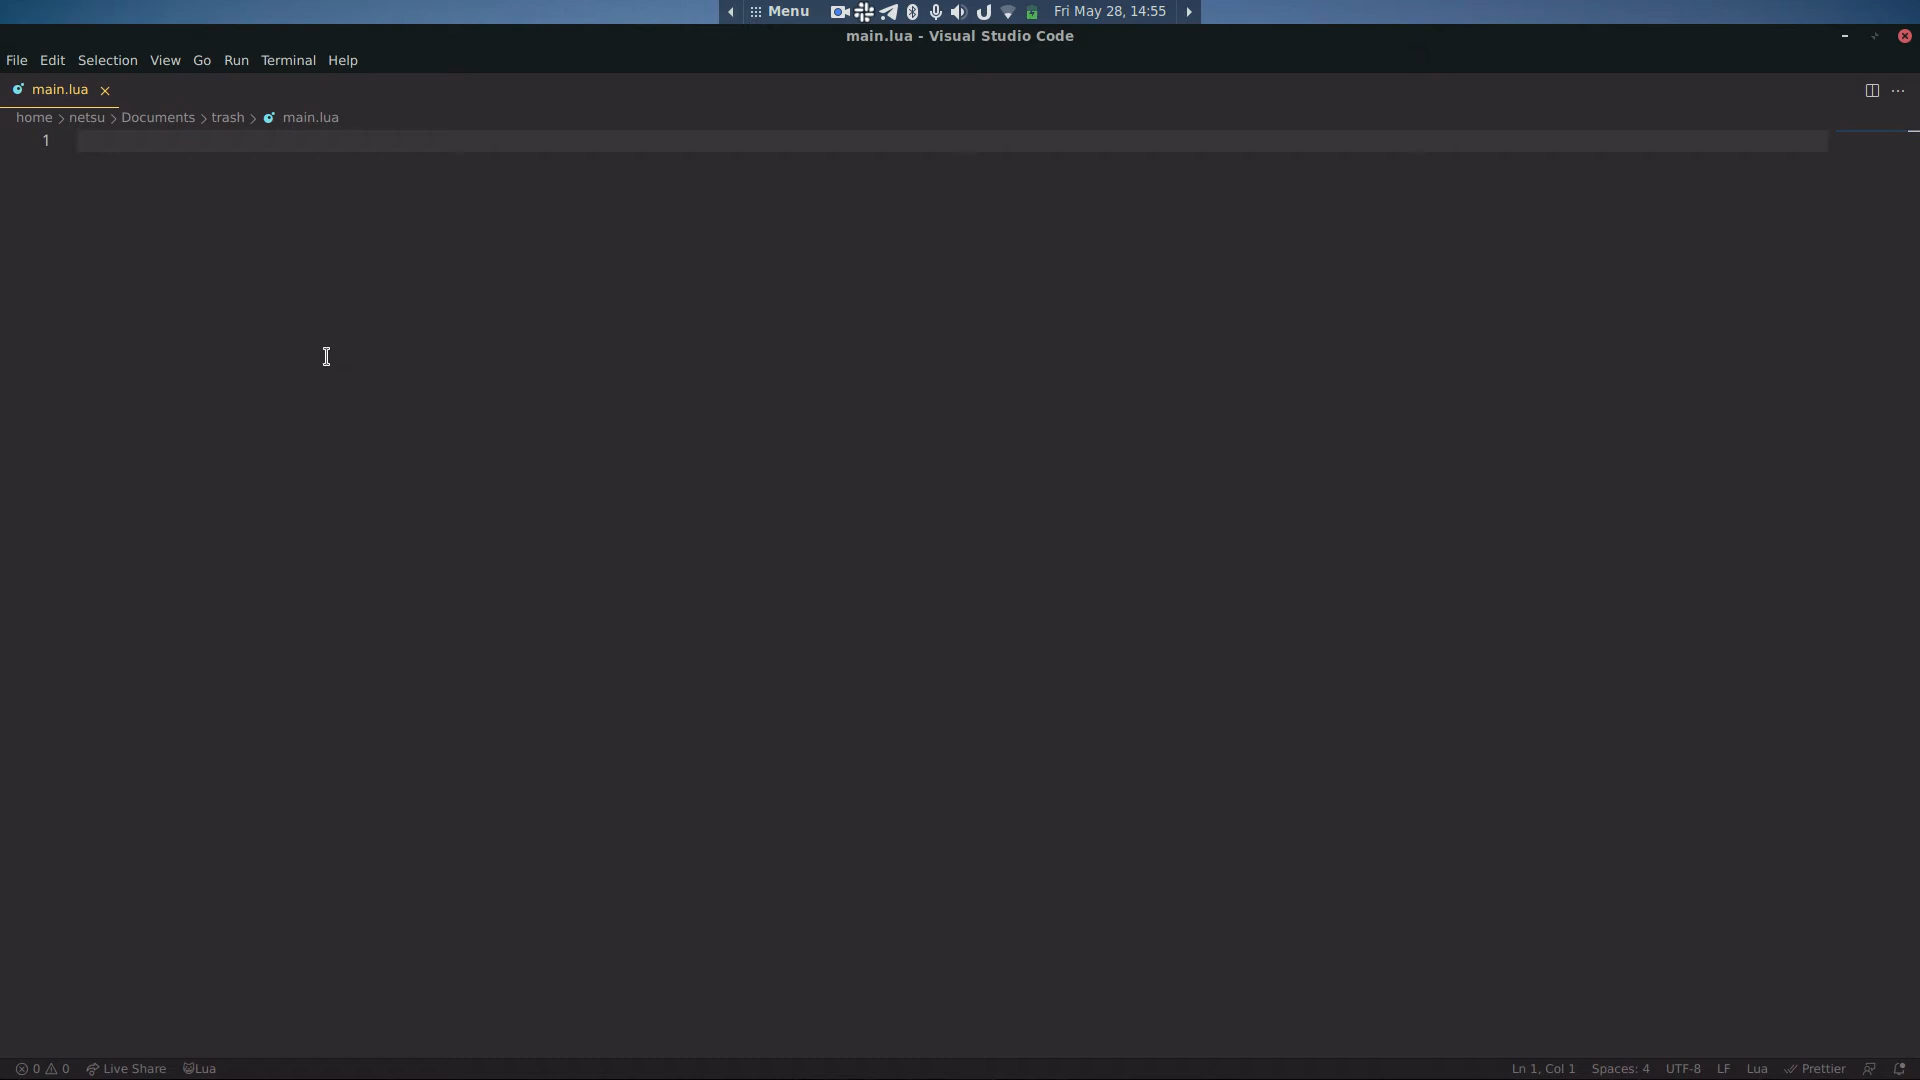 Menu Fri May 28, 14:55
main.lua - Visual Studio Code
File Edit Selection View Go Run Terminal Help
main.lua
home > netsu > Documents > trash > main.lua
1
0 0 Live Share Lua Ln 1, Col 1 Spaces: 4 UTF-8 LF Lua Prettier